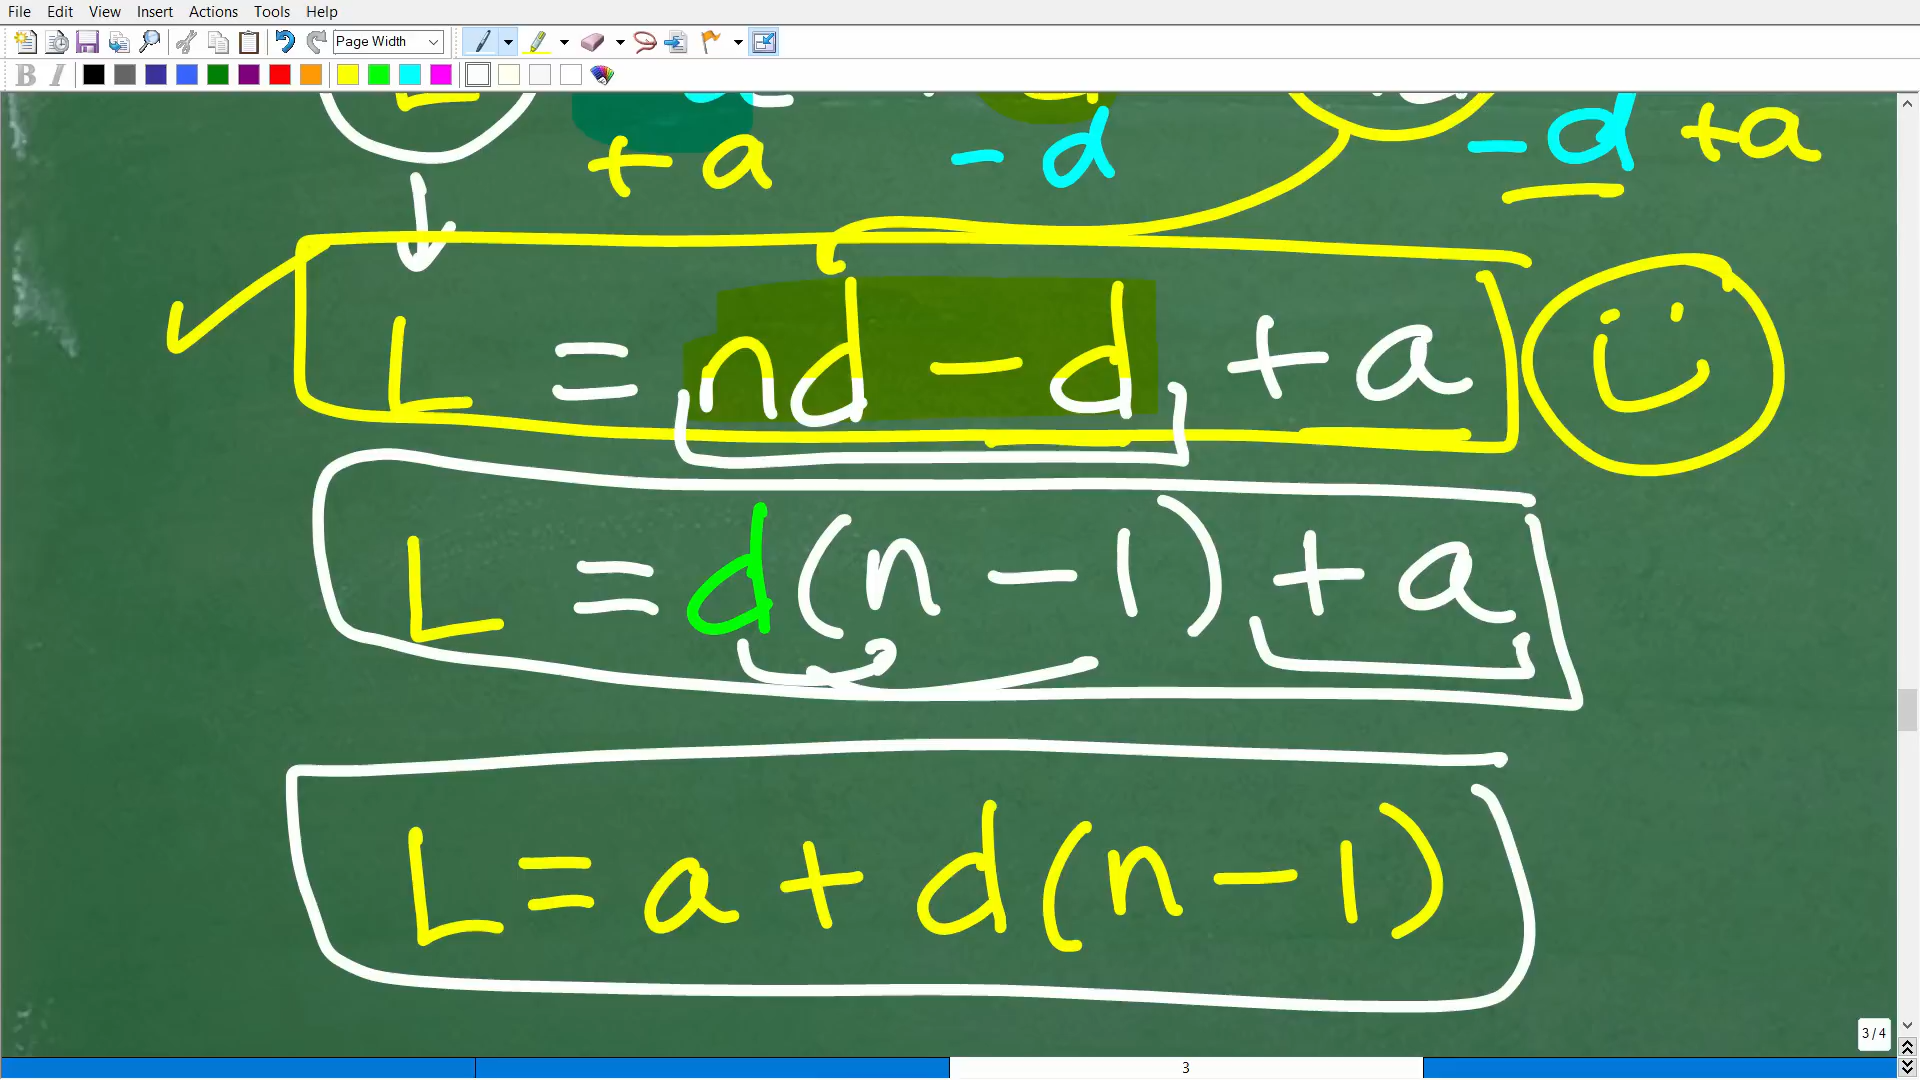 File Edit View Insert Actions Tools Help
Page Width
B I
+ a - d - d + a
L = nd - d + a
L = d(n - 1) + a
L = a + d(n - 1)
3 / 4
3